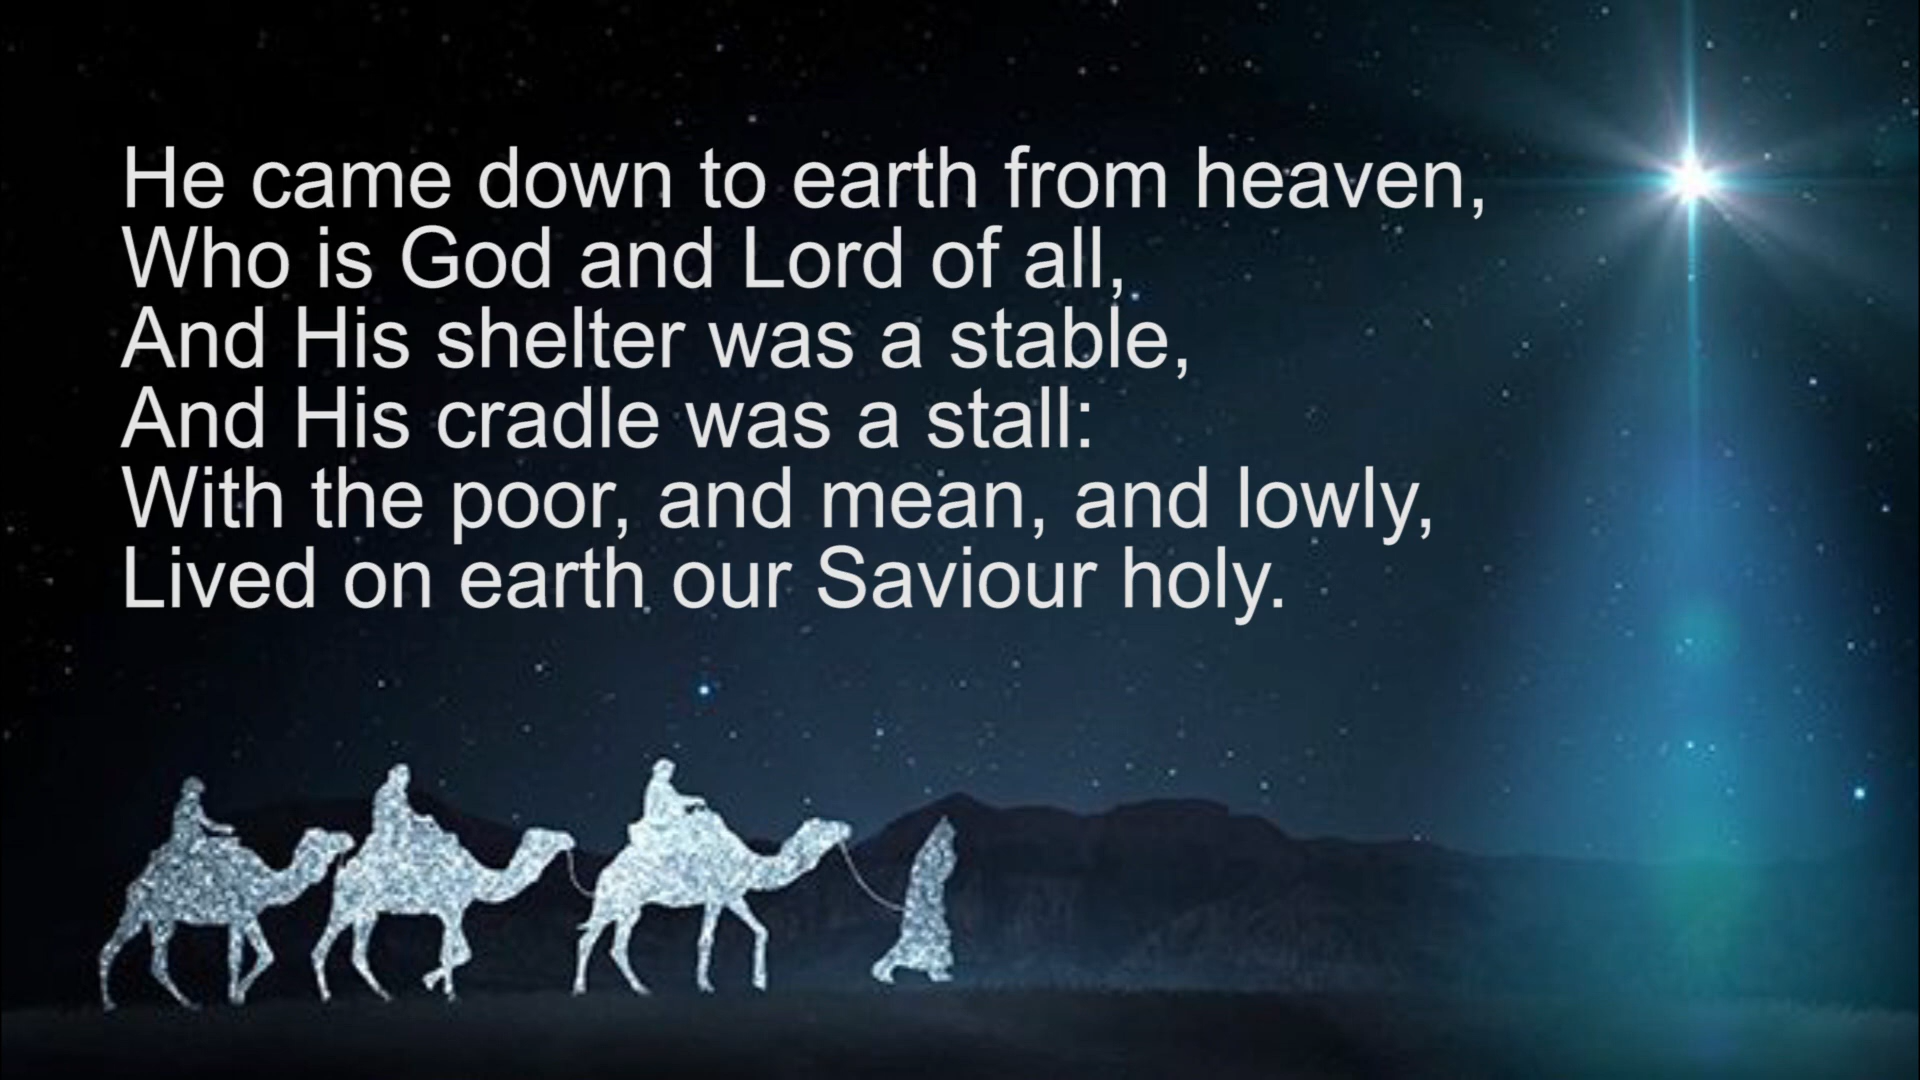 He came down to earth from heaven,
Who is God and Lord of all,
And His shelter was a stable,
And His cradle was a stall:
With the poor, and mean, and lowly,
Lived on earth our Saviour holy.